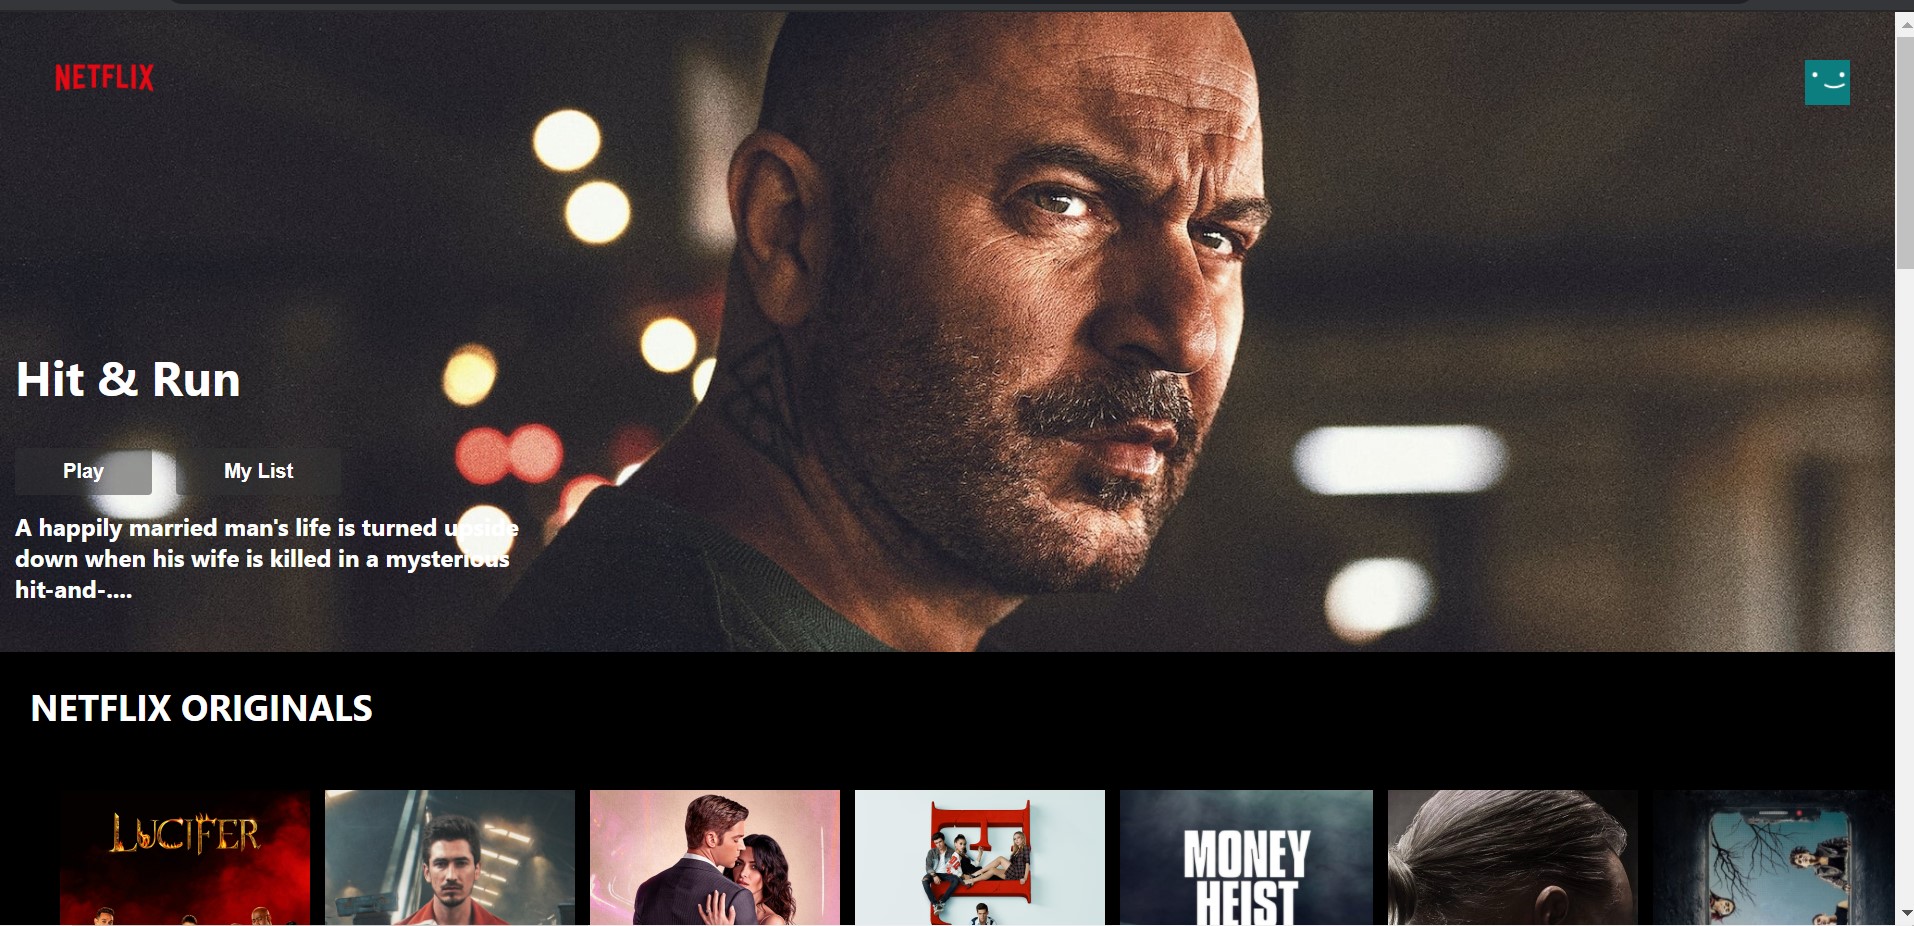 NETFLIX
Hit & Run
Play
My List
A happily married man's life is turned upside
down when his wife is killed in a mysterious
hit-and-....
NETFLIX ORIGINALS
LUCIFER
MONEY
HEIST